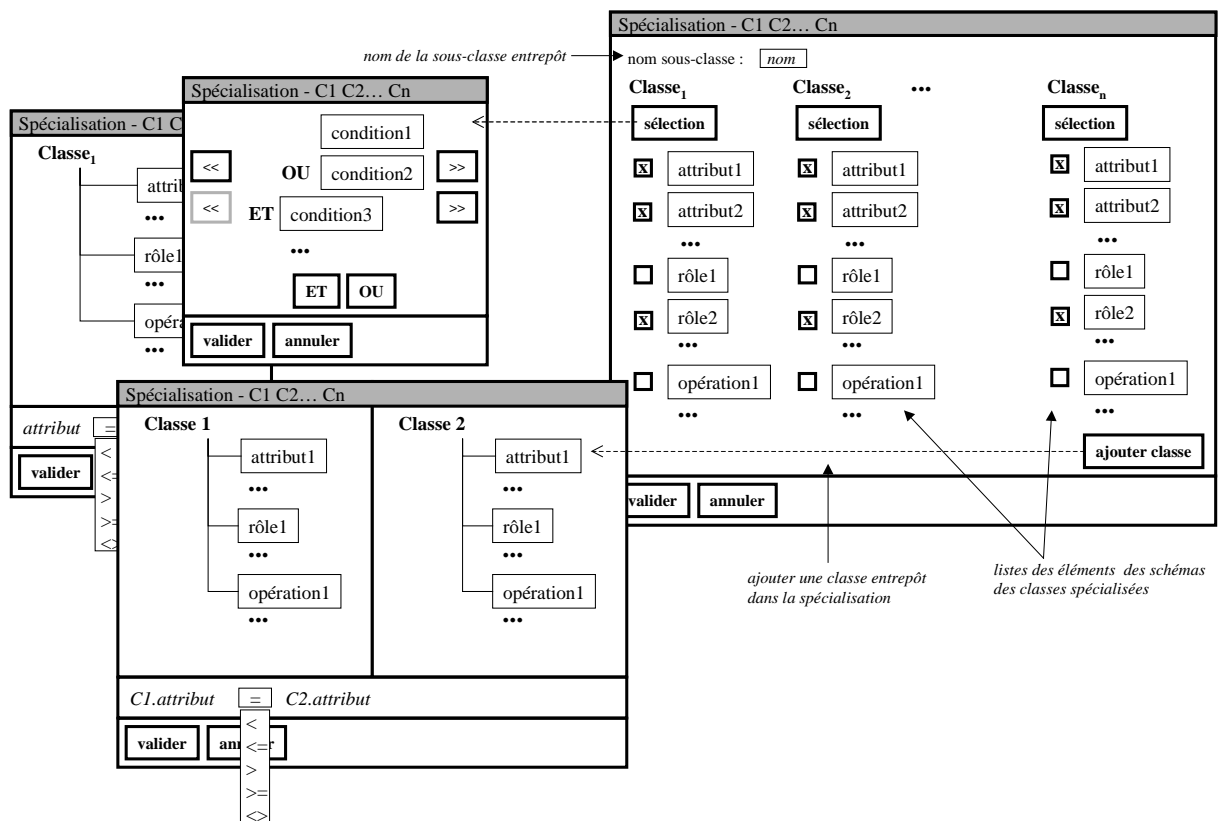 Spécialisation - C1 C2… Cn
nom de la sous-classe entrepôt
nom sous-classe : nom
Classe1 Classe2 ••• Classen
sélection sélection sélection
x attribut1 x attribut1 x attribut1
x attribut2 x attribut2 x attribut2
••• ••• •••
rôle1 rôle1 rôle1
x rôle2 x rôle2 x rôle2
••• ••• •••
opération1 opération1 opération1
••• ••• •••
ajouter classe
valider annuler
ajouter une classe entrepôt
dans la spécialisation
listes des éléments des schémas
des classes spécialisées
Spécialisation - C1 C2… Cn
condition1
<< OU condition2 >>
<< ET condition3 >>
•••
ET OU
valider annuler
Spécialisation - C1 C
Classe1
attrib
•••
rôle1
•••
opéra
•••
attribut =
valider
<
<=
>
>=
<>
Spécialisation - C1 C2… Cn
Classe 1 Classe 2
attribut1 attribut1
••• •••
rôle1 rôle1
••• •••
opération1 opération1
••• •••
C1.attribut = C2.attribut
valider
<
<=
>
>=
<>